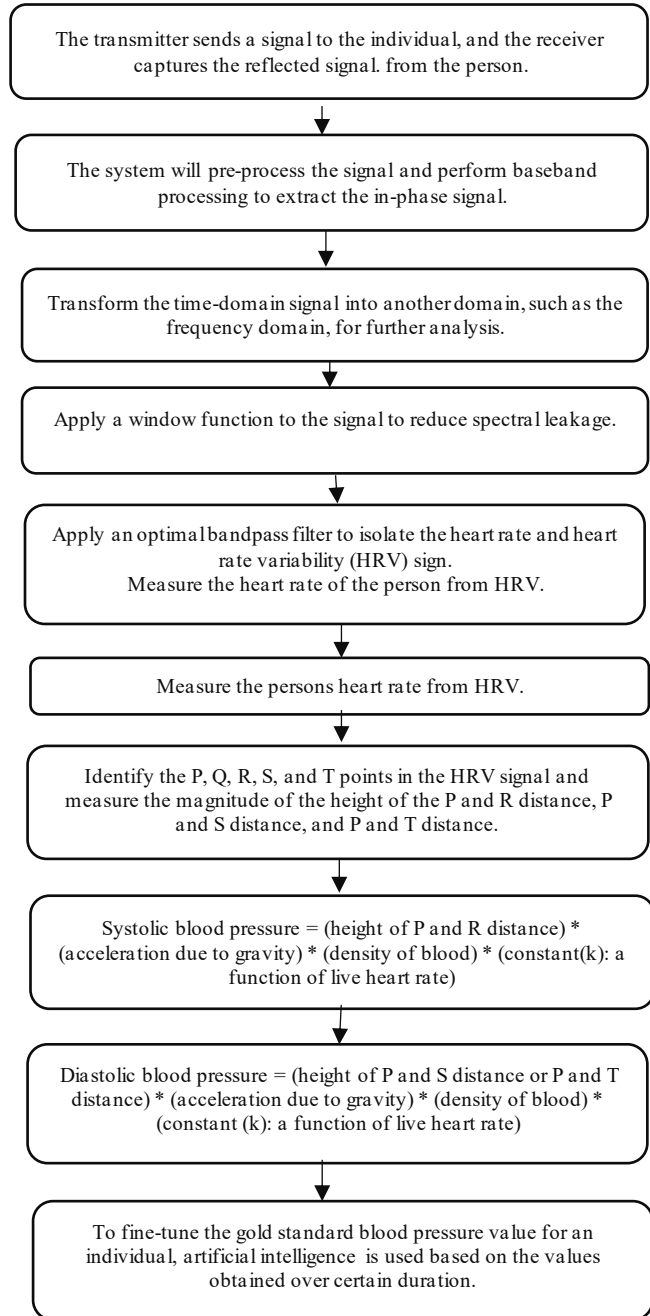 The transmitter sends a signal to the individual, and the receiver
captures the reflected signal. from the person.
The system will pre-process the signal and perform baseband
processing to extract the in-phase signal.
Transform the time-domain signal into another domain, such as the
frequency domain, for further analysis.
Apply a window function to the signal to reduce spectral leakage.
Apply an optimal bandpass filter to isolate the heart rate and heart
rate variability (HRV) sign.
Measure the heart rate of the person from HRV.
Measure the persons heart rate from HRV.
Identify the P, Q, R, S, and T points in the HRV signal and
measure the magnitude of the height of the P and R distance, P
and S distance, and P and T distance.
Systolic blood pressure = (height of P and R distance) *
(acceleration due to gravity) * (density of blood) * (constant(k): a
function of live heart rate)
Diastolic blood pressure = (height of P and S distance or P and T
distance) * (acceleration due to gravity) * (density of blood) *
(constant (k): a function of live heart rate)
To fine-tune the gold standard blood pressure value for an
individual, artificial intelligence is used based on the values
obtained over certain duration.